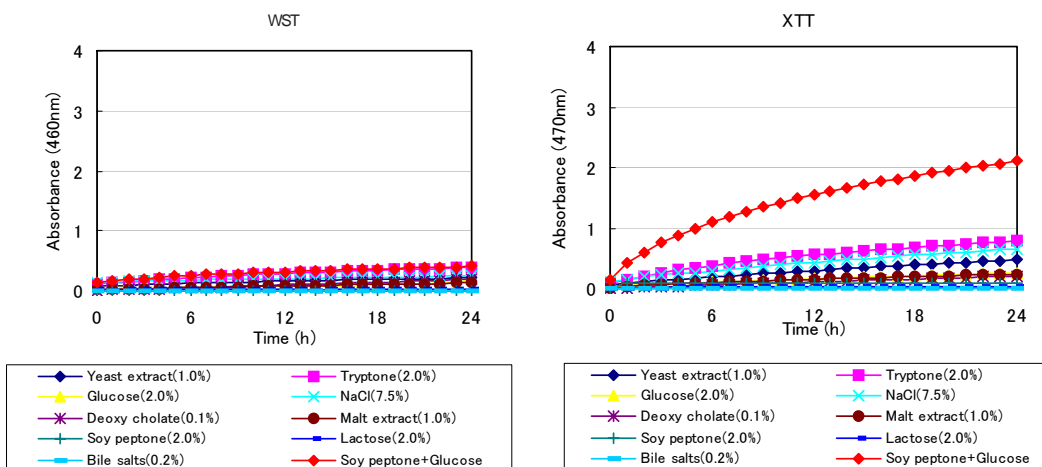 WST
Absorbance (460nm)
4
3
2
1
0
0 6 12 18 24
Time (h)
Yeast extract(1.0%) Tryptone(2.0%)
Glucose(2.0%) NaCl(7.5%)
Deoxy cholate(0.1%) Malt extract(1.0%)
Soy peptone(2.0%) Lactose(2.0%)
Bile salts(0.2%) Soy peptone+Glucose
XTT
Absorbance (470nm)
4
3
2
1
0
0 6 12 18 24
Time (h)
Yeast extract(1.0%) Tryptone(2.0%)
Glucose(2.0%) NaCl(7.5%)
Deoxy cholate(0.1%) Malt extract(1.0%)
Soy peptone(2.0%) Lactose(2.0%)
Bile salts(0.2%) Soy peptone+Glucose